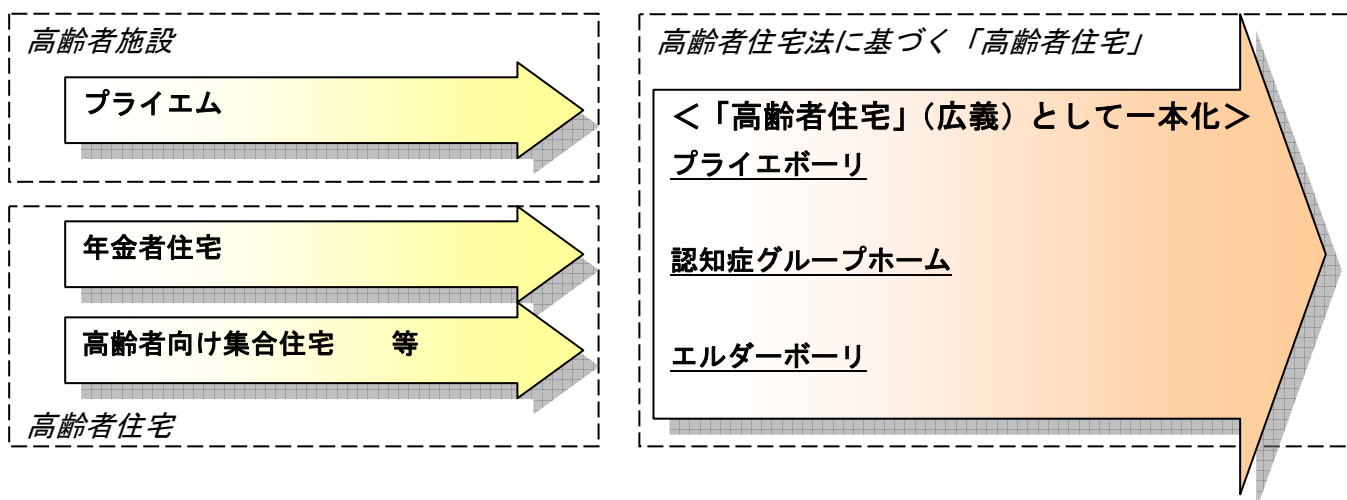 高齢者施設
プライエム
年金者住宅
高齢者向け集合住宅　　等
高齢者住宅
高齢者住宅法に基づく「高齢者住宅」
＜「高齢者住宅」（広義）として一本化＞
プライエボーリ
認知症グループホーム
エルダーボーリ